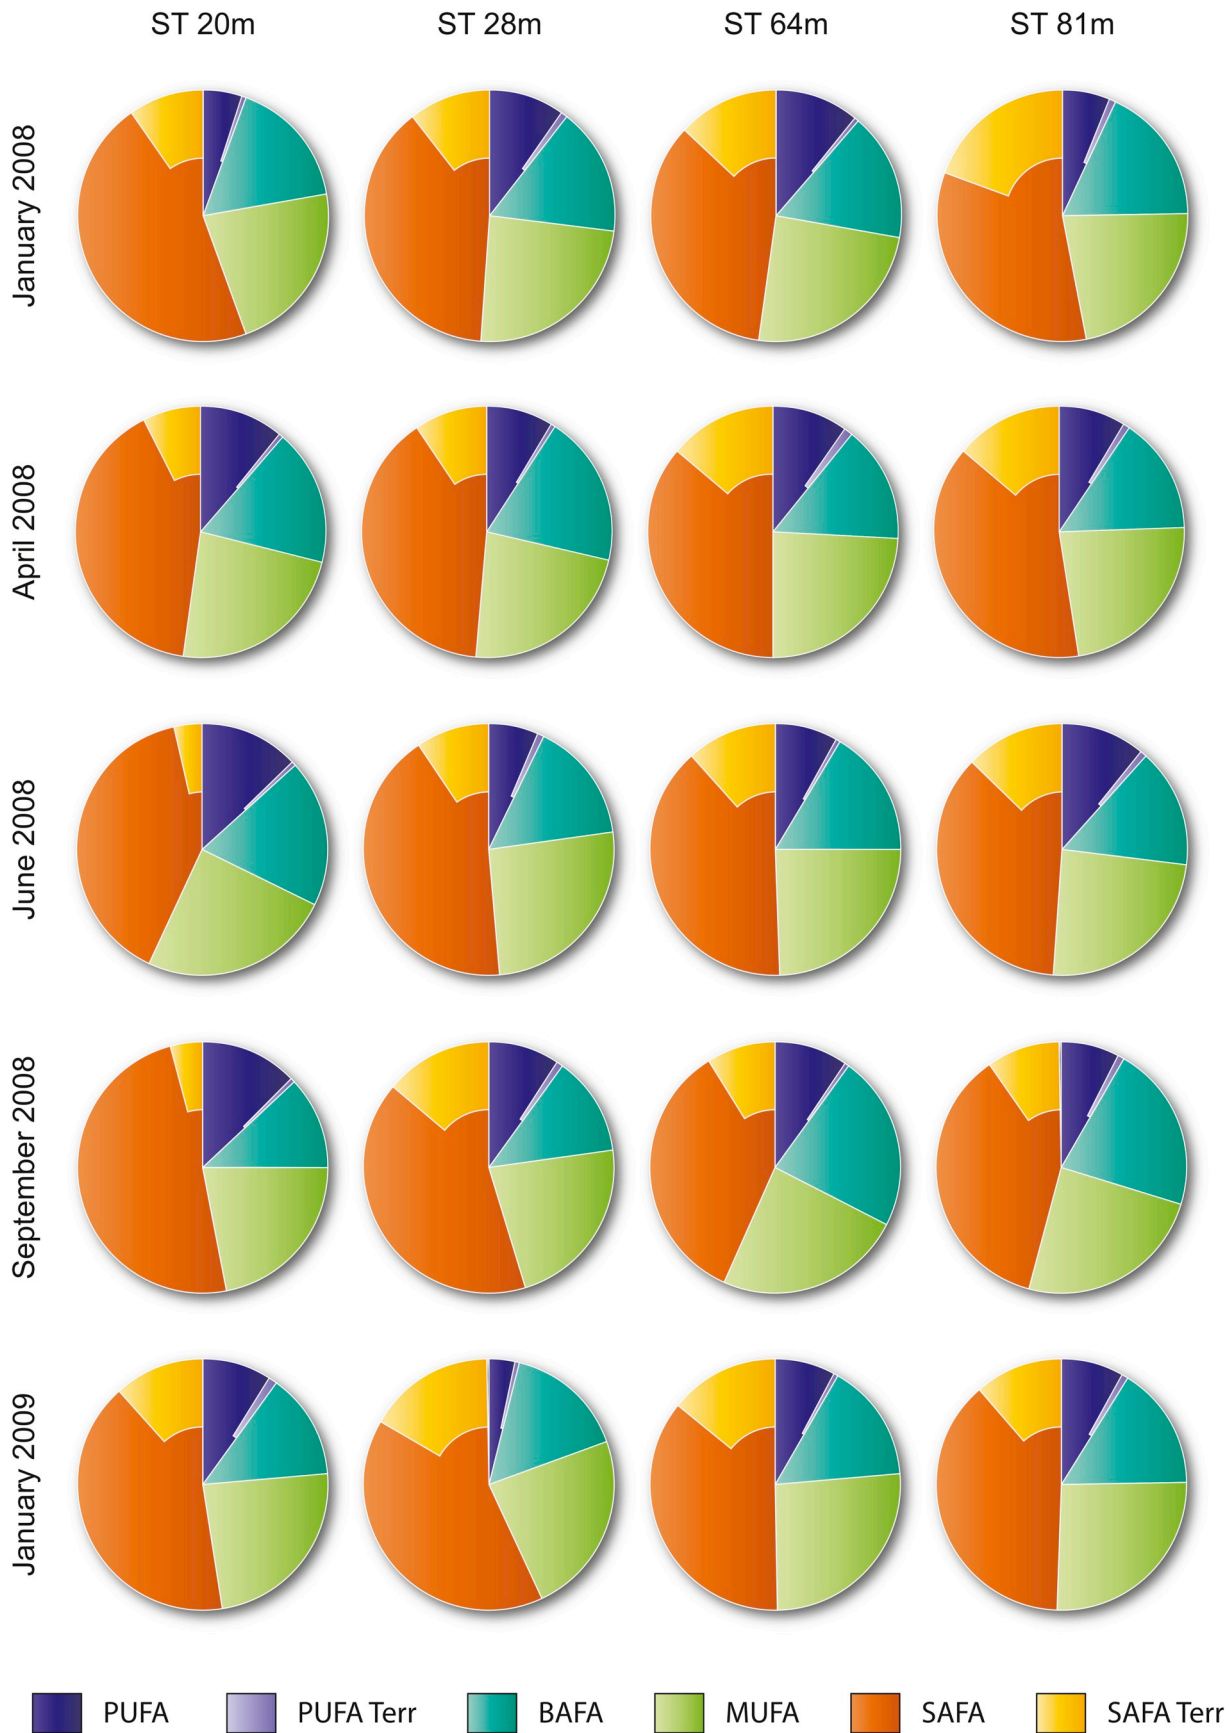 ST 20m ST 28m ST 64m ST 81m
January 2008
April 2008
June 2008
September 2008
January 2009
PUFA PUFA Terr BAFA MUFA SAFA SAFA Terr